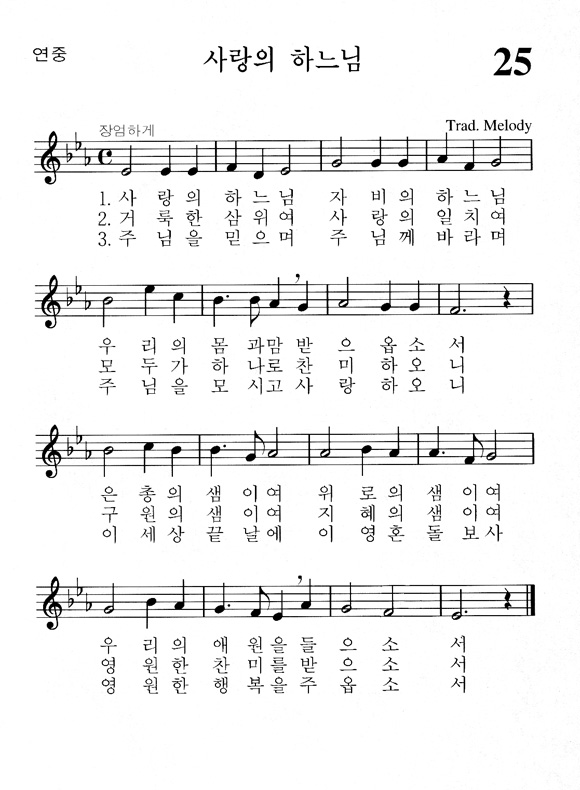 연중
사랑의 하느님
25
장엄하게
Trad. Melody
1. 사 랑 의 하 느 님 자 비 의 하 느 님
2. 거 룩 한 삼 위 여 사 랑 의 일 치 여
3. 주 님 을 믿 으 며 주 님 께 바 라 며
우 리 의 몸 과 맘 받 으 옵 소 서
모 두 가 하 나 로 찬 미 하 오 니
주 님 을 모 시 고 사 랑 하 오 니
은 총 의 샘 이 여 위 로 의 샘 이 여
구 원 의 샘 이 여 지 혜 의 샘 이 여
이 세 상 끝 날 에 이 영 혼 돌 보 사
우 리 의 애 원 을 들 으 소 서
영 원 한 찬 미 를 받 으 소 서
영 원 한 행 복 을 주 옵 소 서